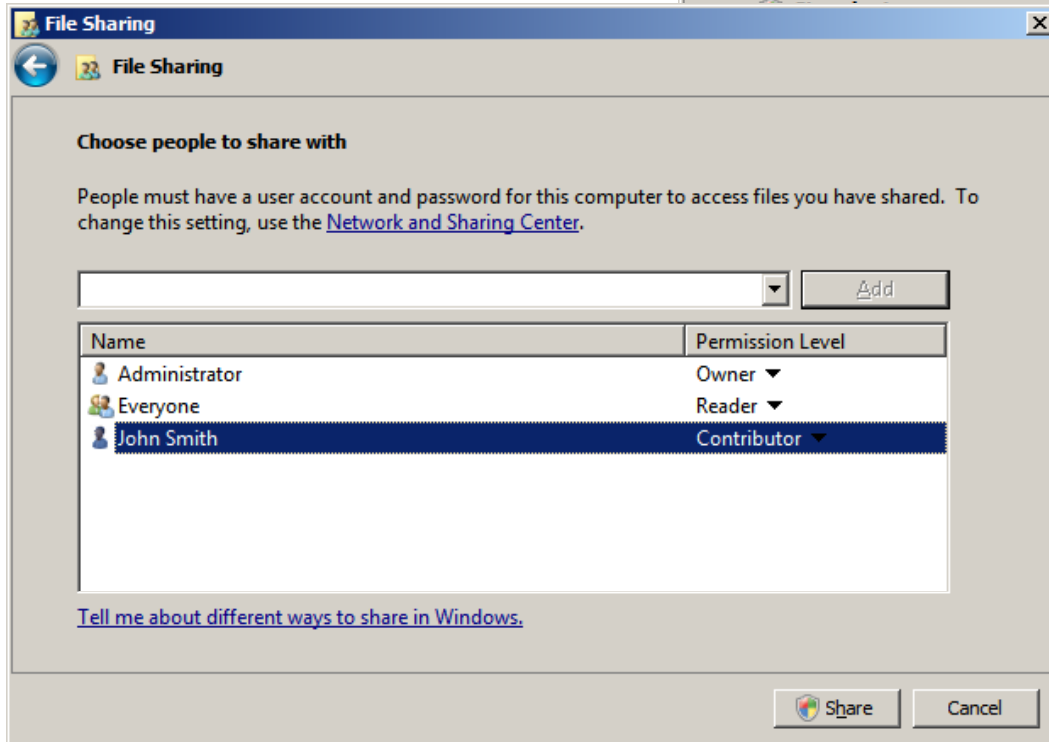 File Sharing
File Sharing
Choose people to share with
People must have a user account and password for this computer to access files you have shared. To
change this setting, use the Network and Sharing Center.
Add
Name Permission Level
Administrator Owner
Everyone Reader
John Smith Contributor
Tell me about different ways to share in Windows.
Share Cancel